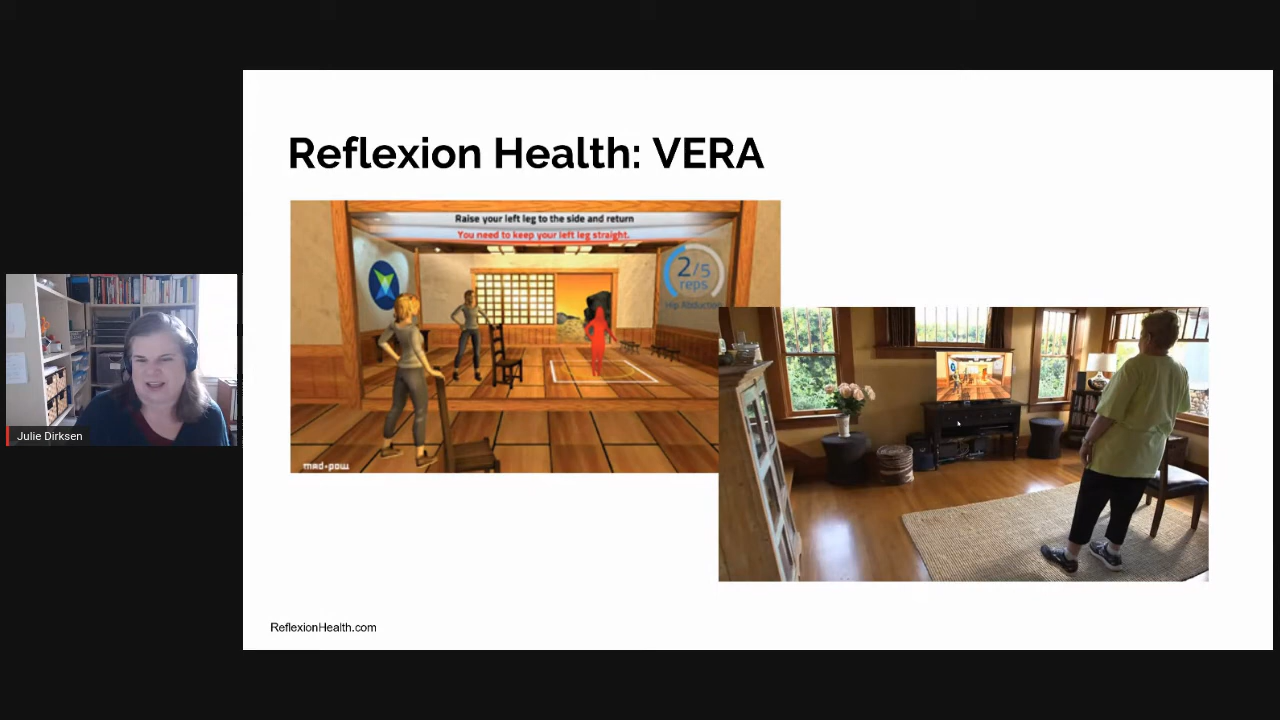 Reflexion Health: VERA
Raise your left leg to the side and return
You need to keep your left leg straight.
2/5
reps
Hip Abduction
mad*pow
Julie Dirksen
ReflexionHealth.com